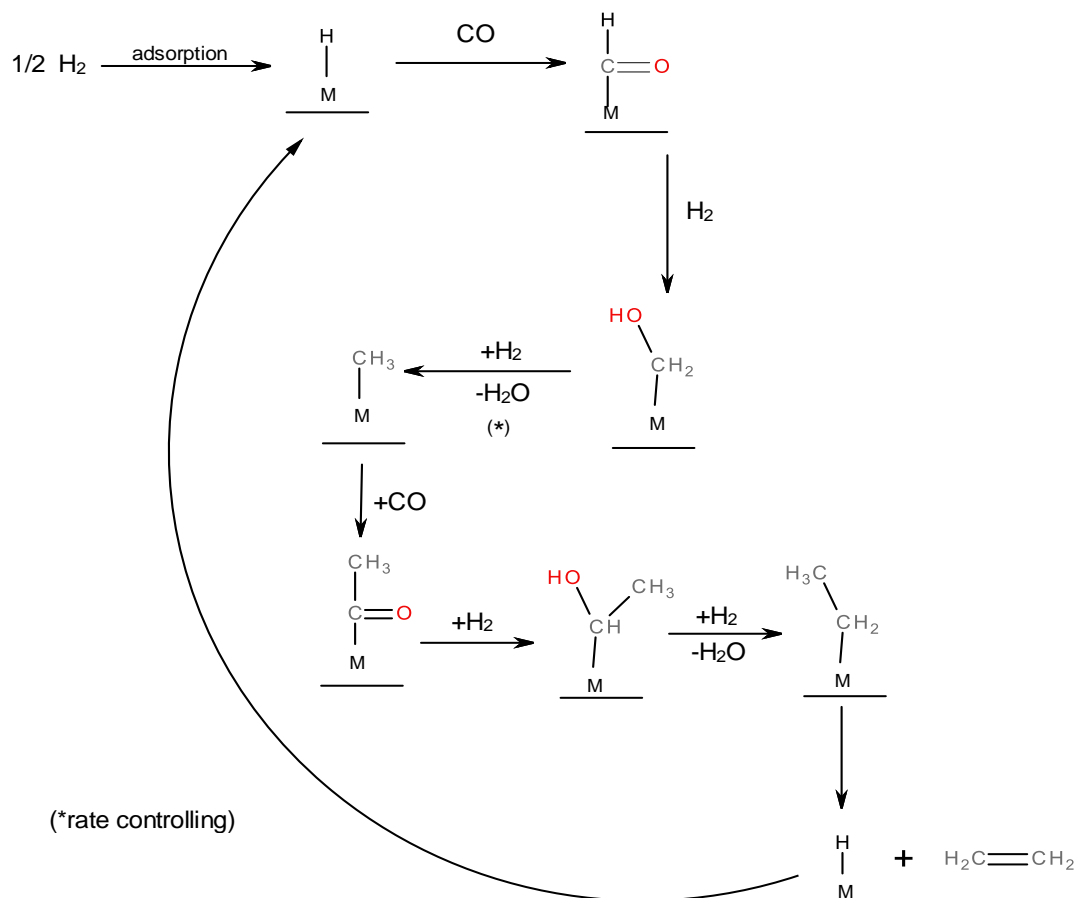 1/2 H2
adsorption
H
M
CO
H
C=O
M
H2
HO
CH2
M
+H2
-H2O
(*)
CH3
M
+CO
CH3
C=O
M
+H2
HO
CH3
CH
M
+H2
-H2O
H3C
CH2
M
(*rate controlling)
H
M
+
H2C=CH2